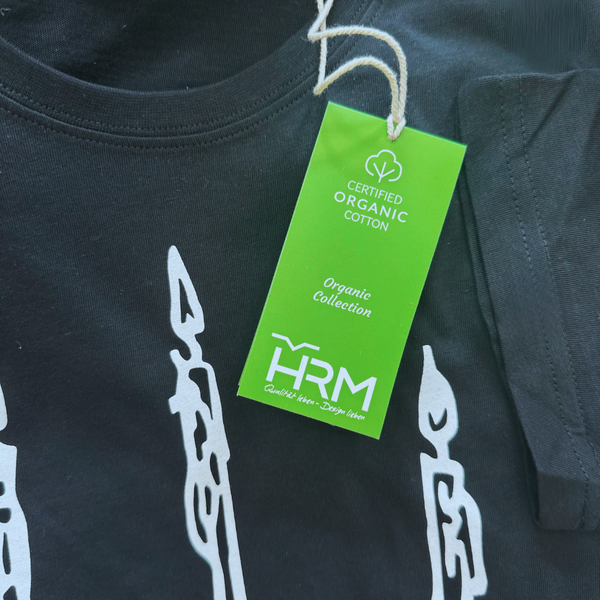 CERTIFIED
ORGANIC
COTTON
Organic
Collection
HRM
Qualität leben - Design lieben